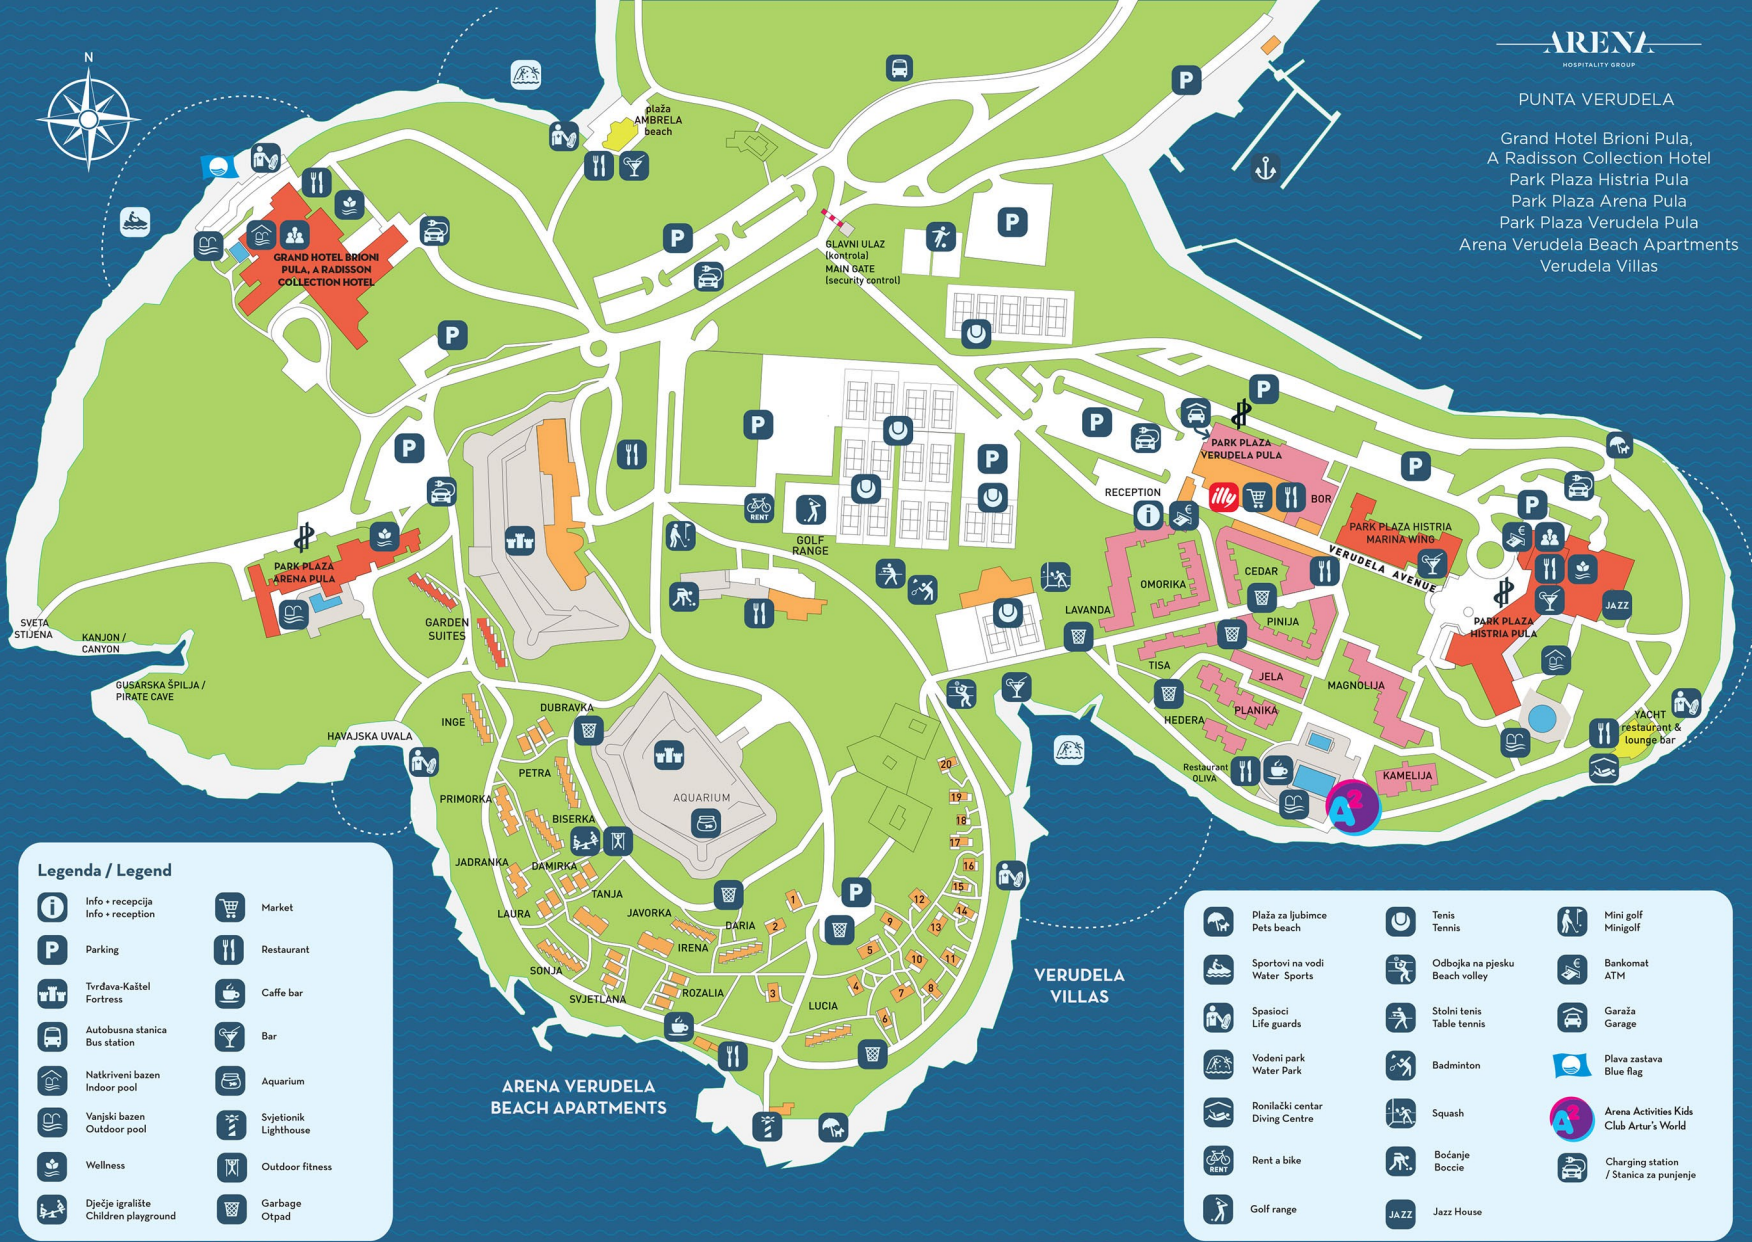 N
ARENA
HOSPITALITY GROUP
PUNTA VERUDELA
Grand Hotel Brioni Pula,
A Radisson Collection Hotel
Park Plaza Histria Pula
Park Plaza Arena Pula
Park Plaza Verudela Pula
Arena Verudela Beach Apartments
Verudela Villas
plaža
AMBRELA
beach
P
P
P
GLAVNI ULAZ
(kontrola)
MAIN GATE
(security control)
GRAND HOTEL BRIONI
PULA, A RADISSON
COLLECTION HOTEL
P
P
P
P
P
P
P
P
PARK PLAZA
VERUDELA PULA
RECEPTION
i
illy
BOR
PARK PLAZA HISTRIA
MARINA WING
VERUDELA AVENUE
RENT
GOLF
RANGE
PARK PLAZA
ARENA PULA
OMORIKA
CEDAR
LAVANDA
PINIJA
JAZZ
PARK PLAZA
HISTRIA PULA
SVETA
STIJENA
KANJON /
CANYON
GARDEN
SUITES
GUSARSKA ŠPILJA /
PIRATE CAVE
TISA
JELA
MAGNOLIJA
HEDERA
PLANIKA
YACHT
restaurant &
lounge bar
Restaurant
OLIVA
KAMELIJA
A2
INGE
DUBRAVKA
HAVAJSKA UVALA
PETRA
PRIMORKA
AQUARIUM
BISERKA
JADRANKA
DAMIRKA
TANJA
LAURA
JAVORKA
DARIA
IRENA
SONJA
SVJETLANA
ROZALIA
LUCIA
P
20
19
18
17
16
15
14
13
12
11
10
9
8
7
6
5
4
3
2
1
VERUDELA
VILLAS
ARENA VERUDELA
BEACH APARTMENTS
Legenda / Legend
i
Info + recepcija
Info + reception
P
Parking
Tvrđava-Kaštel
Fortress
Autobusna stanica
Bus station
Natkriveni bazen
Indoor pool
Vanjski bazen
Outdoor pool
Wellness
Dječje igralište
Children playground
Market
Restaurant
Caffe bar
Bar
Aquarium
Svjetionik
Lighthouse
Outdoor fitness
Garbage
Otpad
Plaža za ljubimce
Pets beach
Sportovi na vodi
Water Sports
Spasioci
Life guards
Vodeni park
Water Park
Ronilački centar
Diving Centre
RENT
Rent a bike
Golf range
Tenis
Tennis
Odbojka na pjesku
Beach volley
Stolni tenis
Table tennis
Badminton
Squash
Boćanje
Boccie
JAZZ
Jazz House
Mini golf
Minigolf
Bankomat
ATM
Garaža
Garage
Plava zastava
Blue flag
A2
Arena Activities Kids
Club Artur's World
Charging station
/ Stanica za punjenje